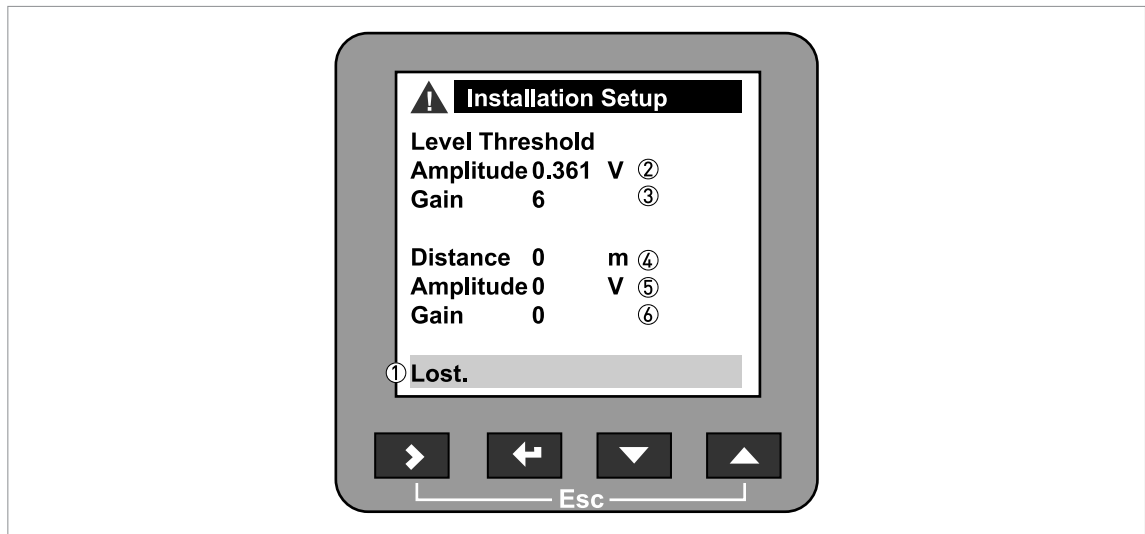 Installation Setup
Level Threshold
Amplitude 0.361 V ②
Gain 6 ③
Distance 0 m ④
Amplitude 0 V ⑤
Gain 0 ⑥
① Lost.
Esc